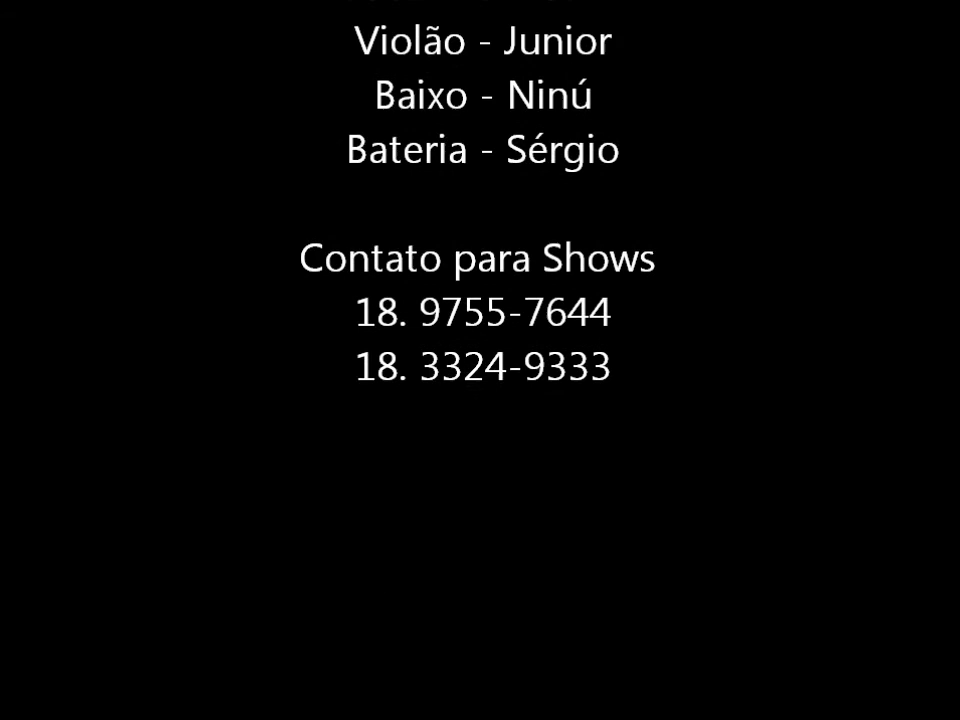 Violão - Junior
Baixo - Ninú
Bateria - Sérgio
Contato para Shows
18. 9755-7644
18. 3324-9333